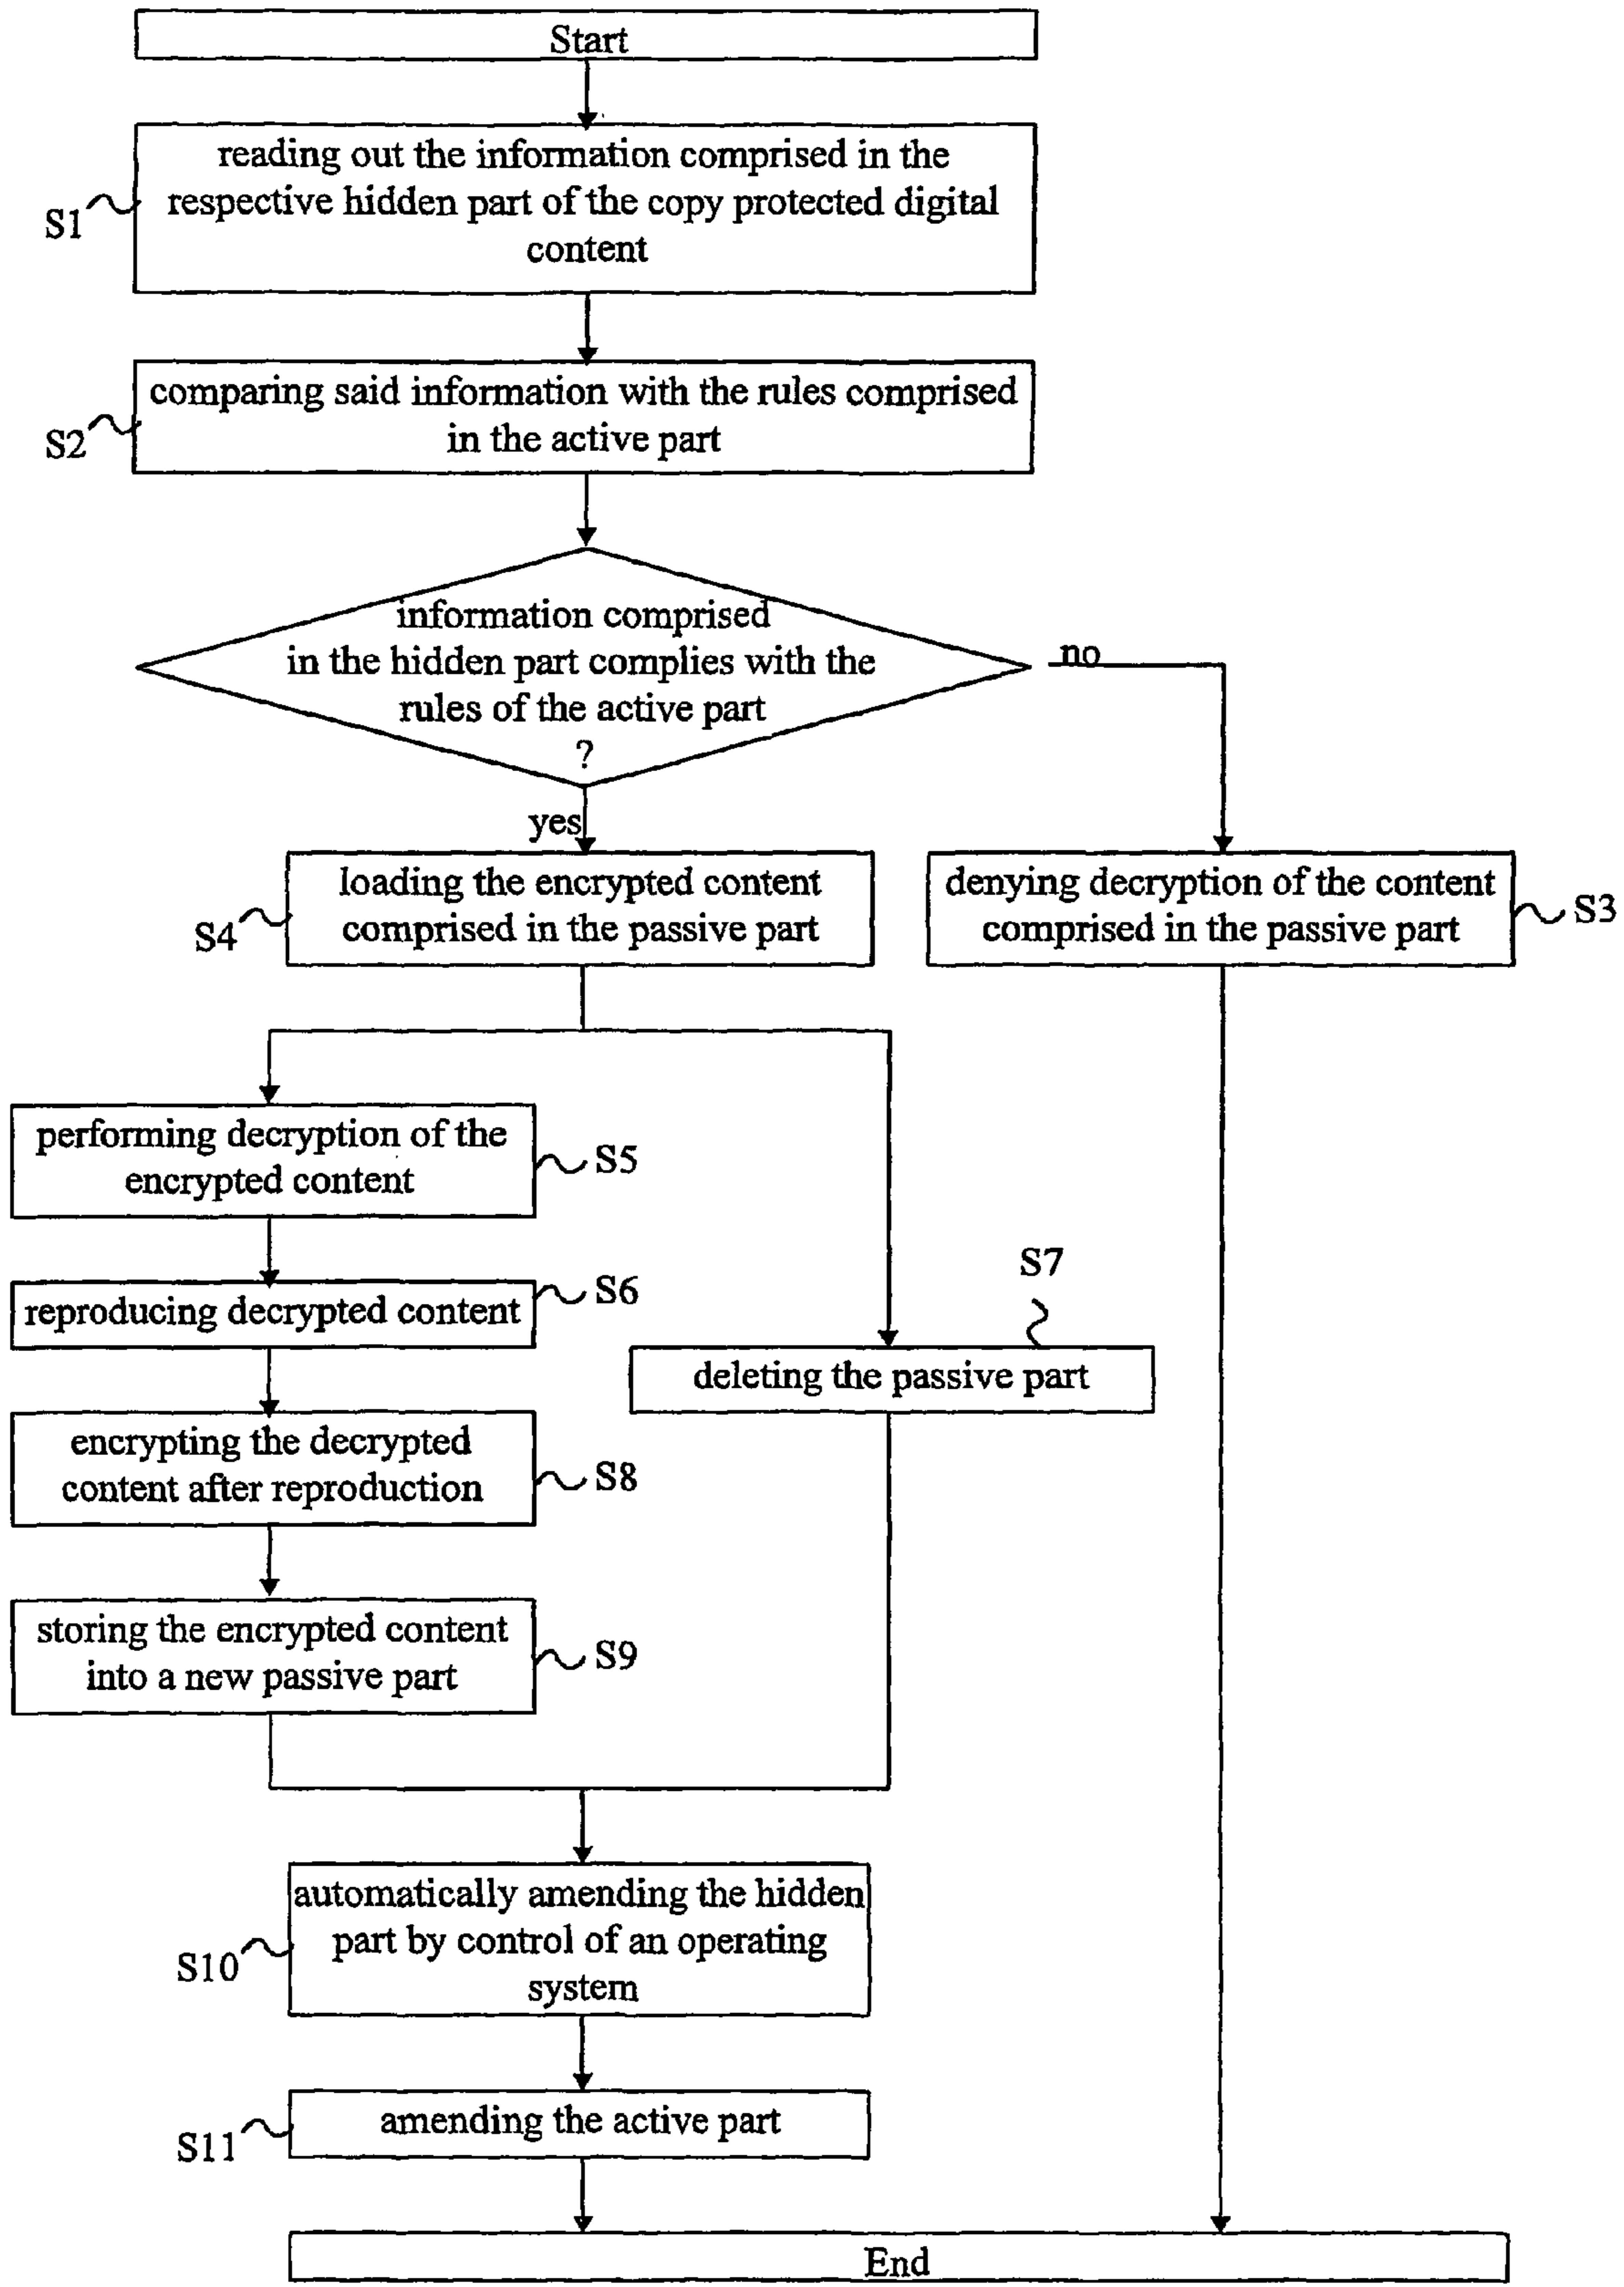 Start
reading out the information comprised in the
respective hidden part of the copy protected digital
content
S1
comparing said information with the rules comprised
in the active part
S2
information comprised
in the hidden part complies with the
rules of the active part
?
no
yes
loading the encrypted content
comprised in the passive part
S4
denying decryption of the content
comprised in the passive part
S3
performing decryption of the
encrypted content
S5
reproducing decrypted content
S6
S7
deleting the passive part
encrypting the decrypted
content after reproduction
S8
storing the encrypted content
into a new passive part
S9
automatically amending the hidden
part by control of an operating
system
S10
amending the active part
S11
End